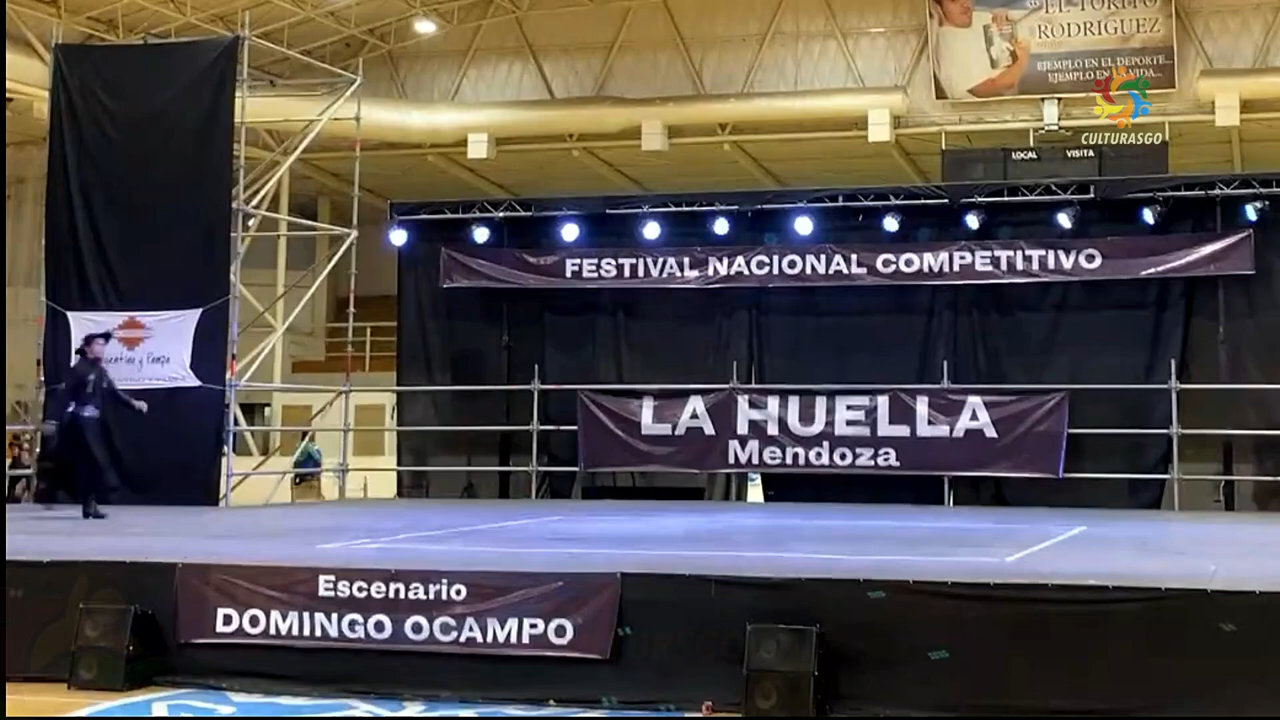 "EL TORITO"
RODRIGUEZ
EJEMPLO EN EL DEPORTE...
EJEMPLO EN LA VIDA...
CULTURASGO
LOCAL VISITA
FESTIVAL NACIONAL COMPETITIVO
LA HUELLA
Mendoza
Escenario
DOMINGO OCAMPO